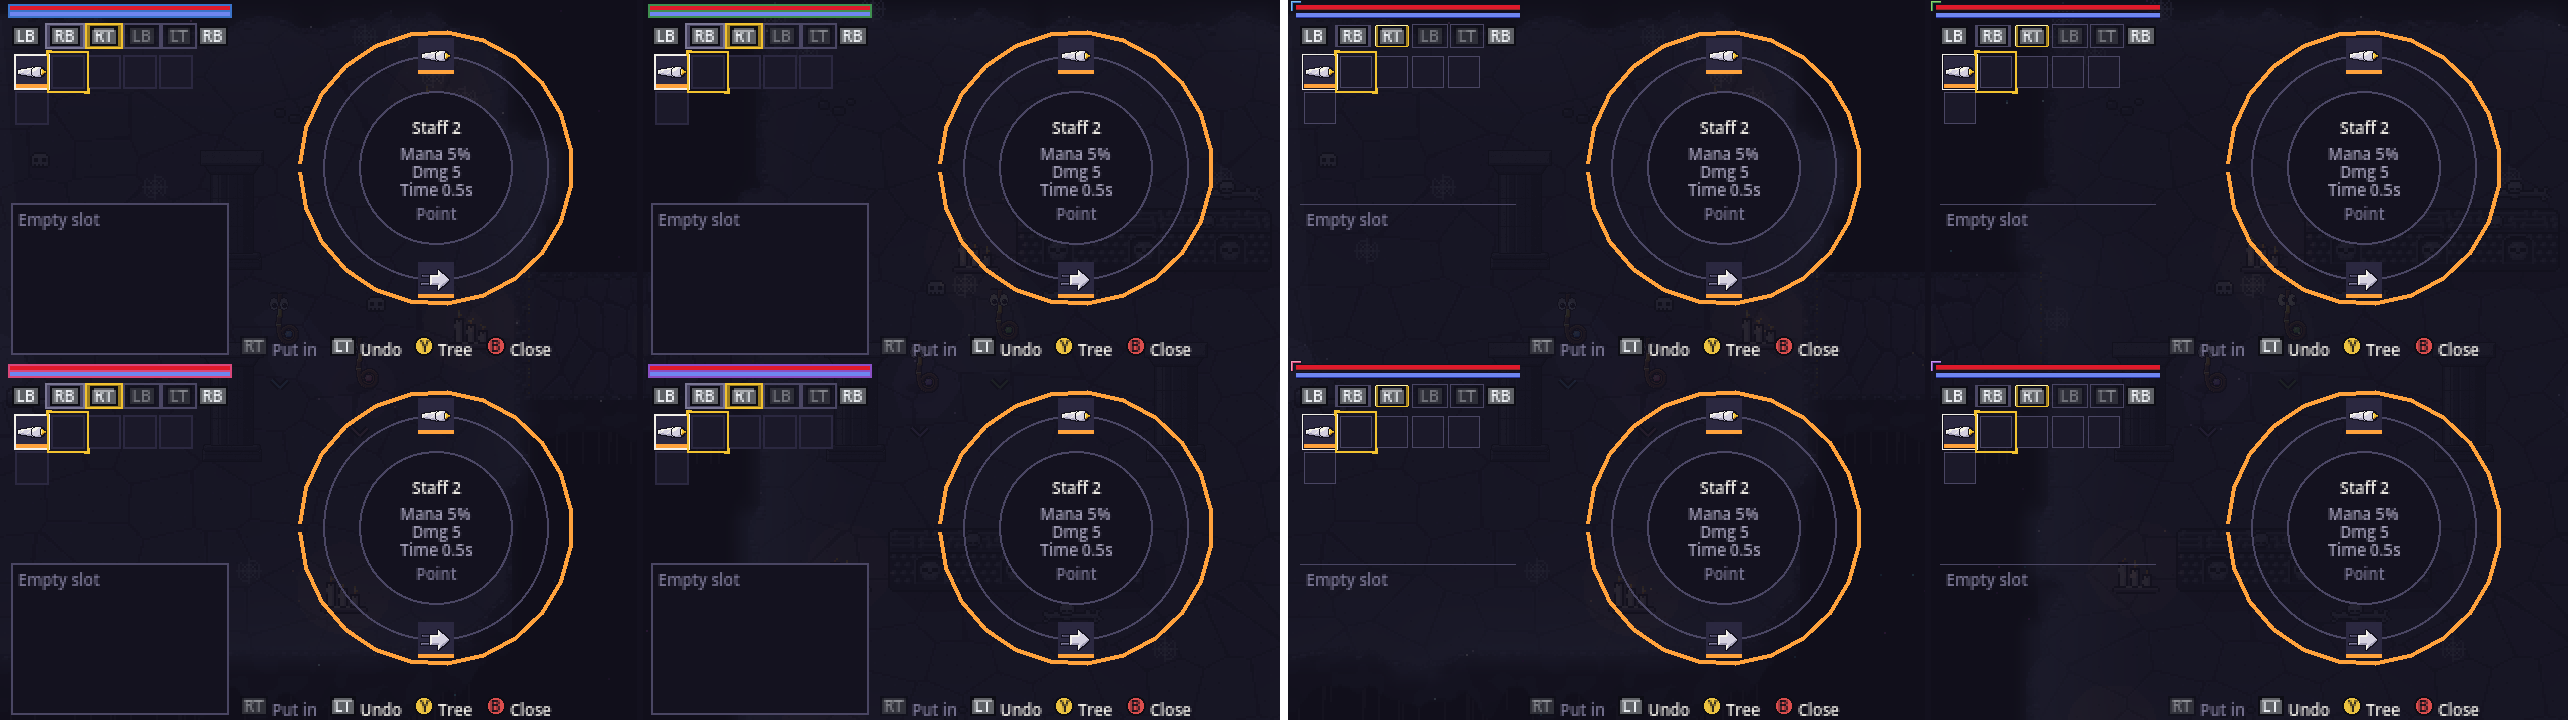 LB RB RT LB LT RB
Staff 2
Mana 5%
Dmg 5
Time 0.5s
Point
Empty slot
RT Put in LT Undo Y Tree B Close
LB RB RT LB LT RB
Staff 2
Mana 5%
Dmg 5
Time 0.5s
Point
Empty slot
RT Put in LT Undo Y Tree B Close
LB RB RT LB LT RB
Staff 2
Mana 5%
Dmg 5
Time 0.5s
Point
Empty slot
RT Put in LT Undo Y Tree B Close
LB RB RT LB LT RB
Staff 2
Mana 5%
Dmg 5
Time 0.5s
Point
Empty slot
RT Put in LT Undo Y Tree B Close
LB RB RT LB LT RB
Staff 2
Mana 5%
Dmg 5
Time 0.5s
Point
Empty slot
RT Put in LT Undo Y Tree B Close
LB RB RT LB LT RB
Staff 2
Mana 5%
Dmg 5
Time 0.5s
Point
Empty slot
RT Put in LT Undo Y Tree B Close
LB RB RT LB LT RB
Staff 2
Mana 5%
Dmg 5
Time 0.5s
Point
Empty slot
RT Put in LT Undo Y Tree B Close
LB RB RT LB LT RB
Staff 2
Mana 5%
Dmg 5
Time 0.5s
Point
Empty slot
RT Put in LT Undo Y Tree B Close